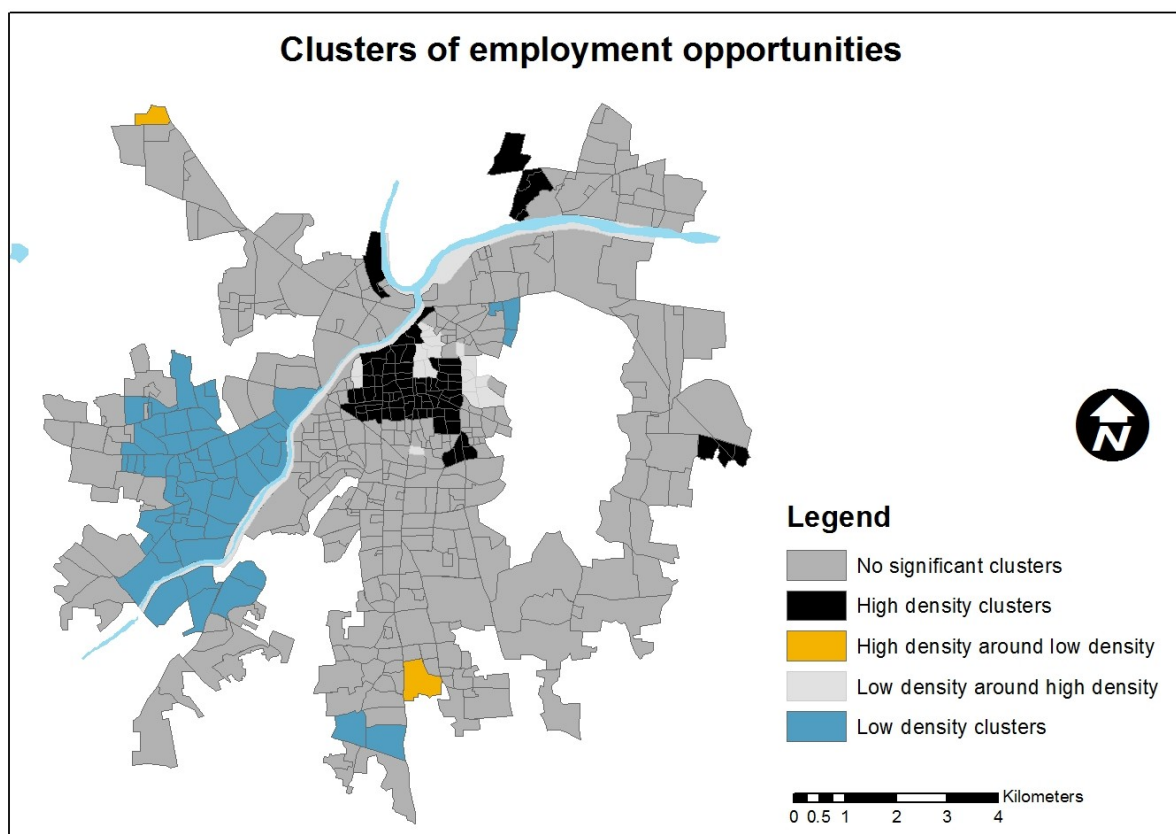 Clusters of employment opportunities
N
Legend
No significant clusters
High density clusters
High density around low density
Low density around high density
Low density clusters
Kilometers
0 0.5 1 2 3 4